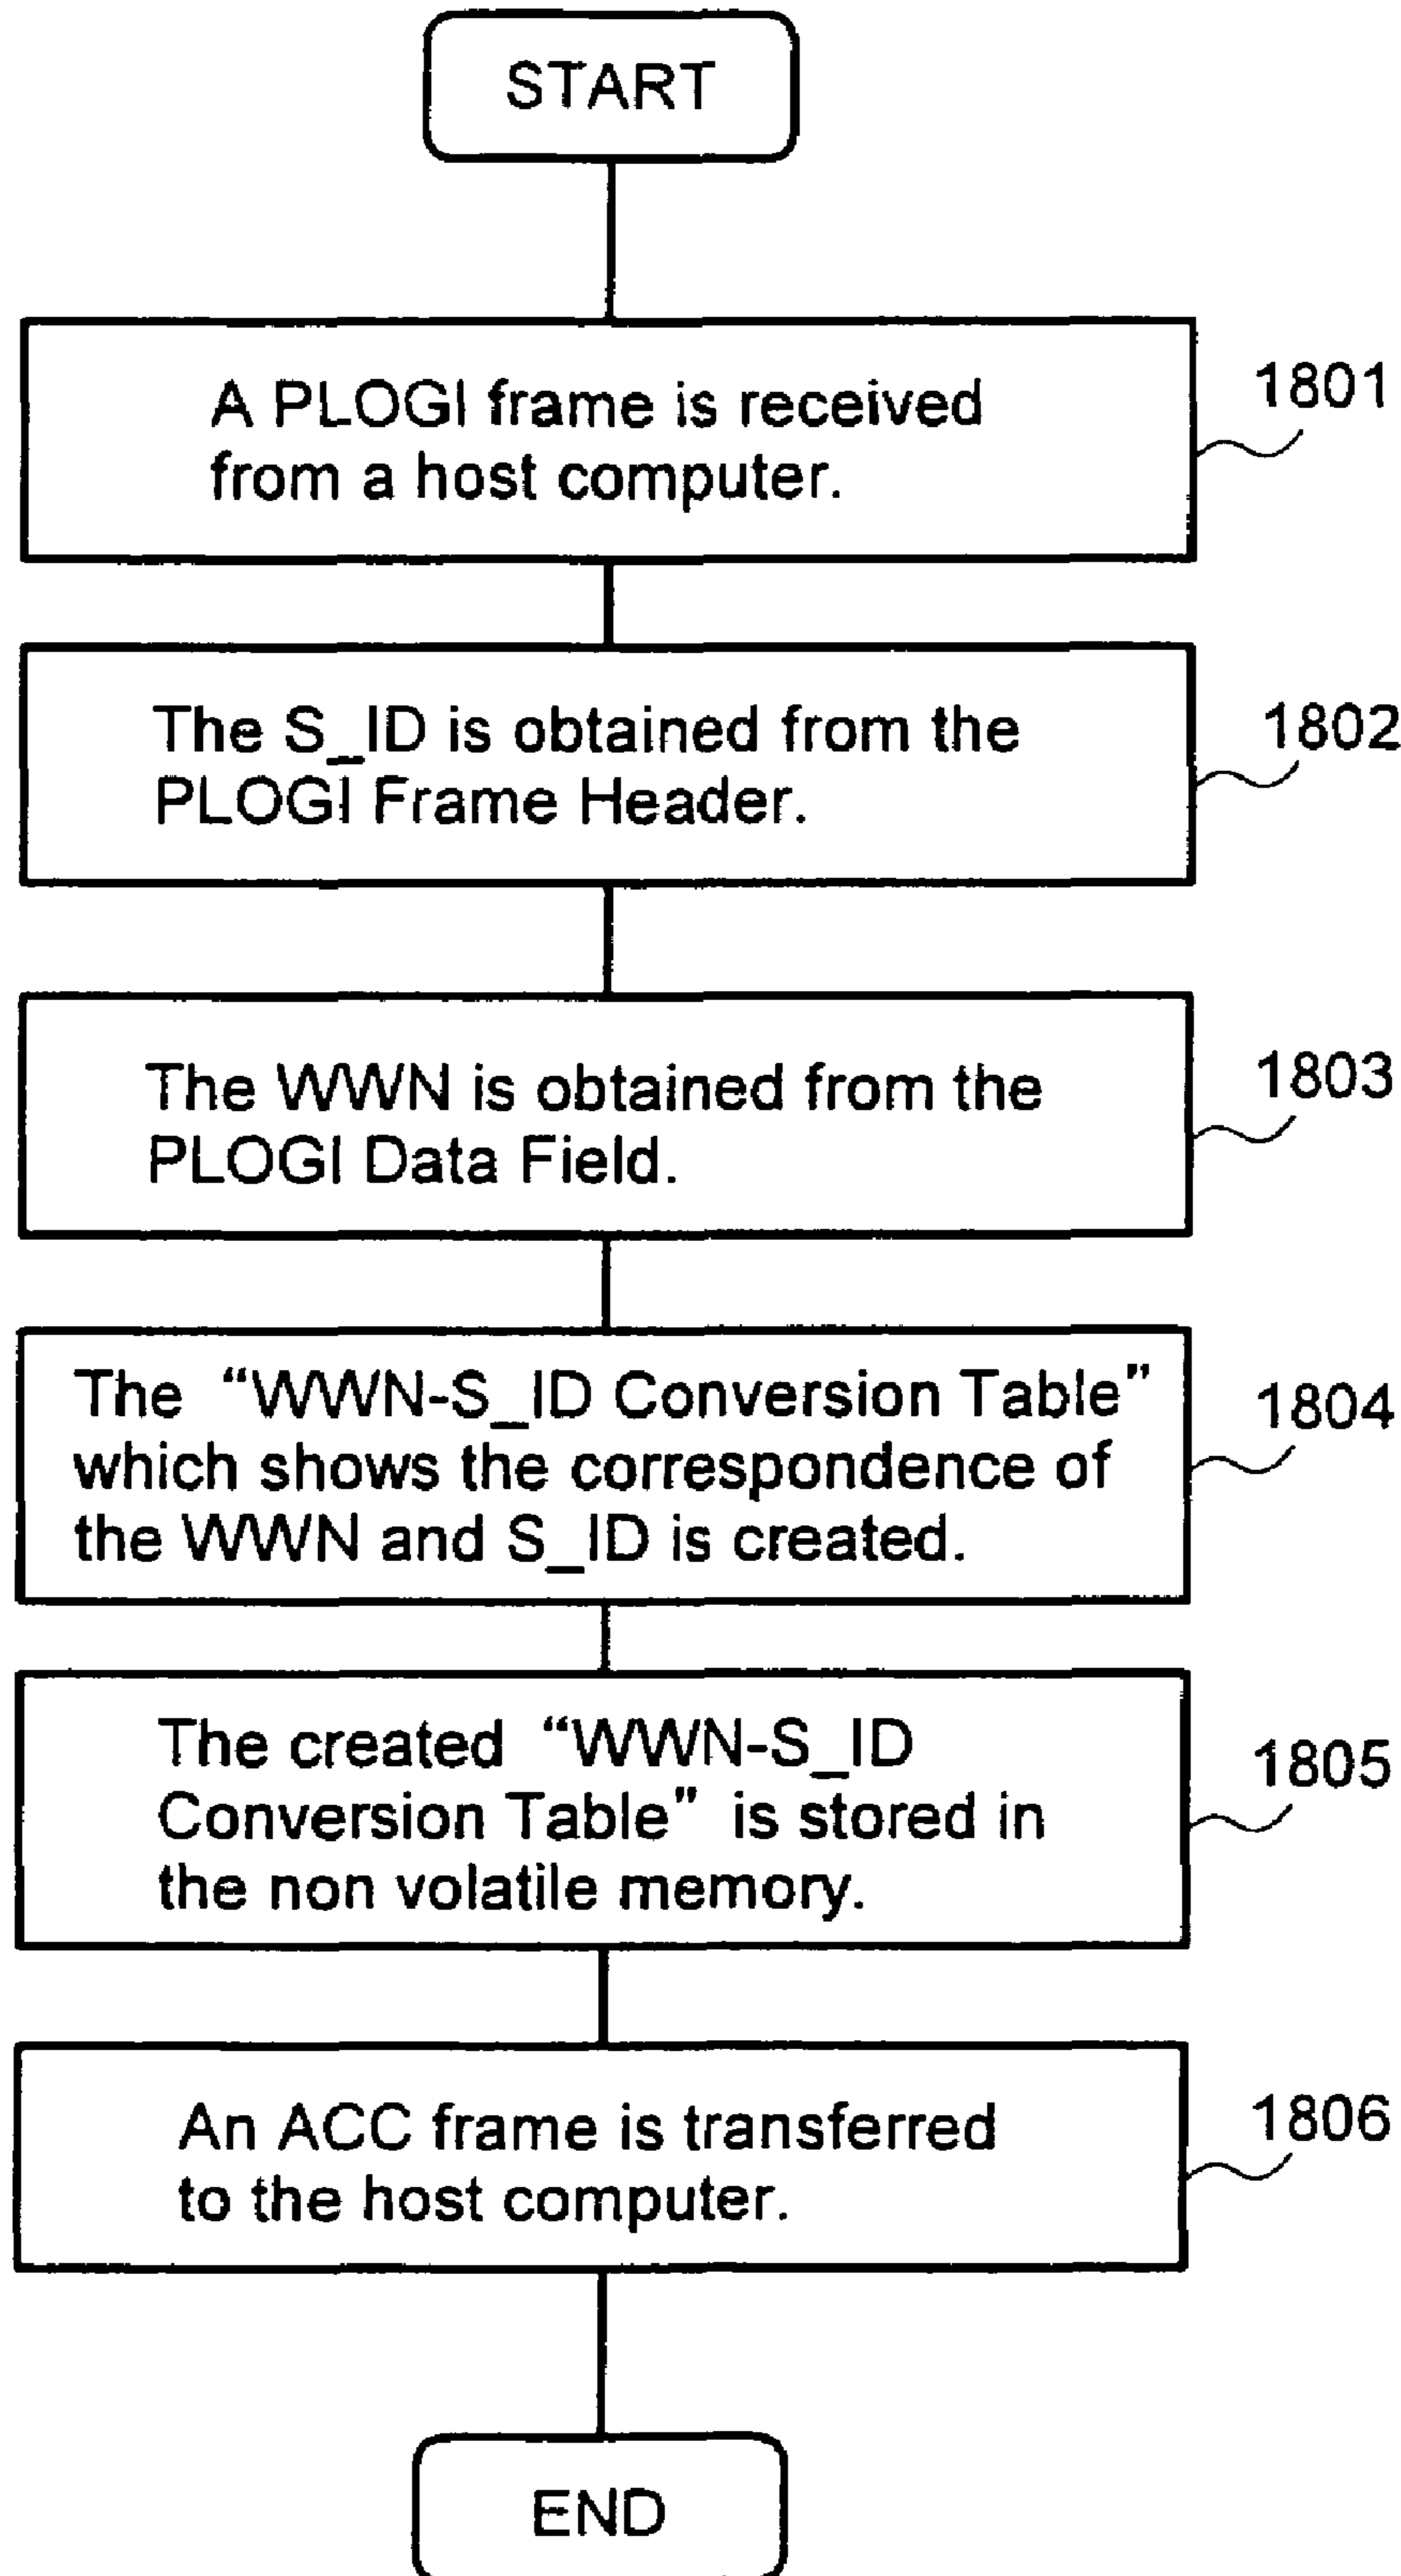 START
A PLOGI frame is received
from a host computer.
1801
The S_ID is obtained from the
PLOGI Frame Header.
1802
The WWN is obtained from the
PLOGI Data Field.
1803
The “WWN-S_ID Conversion Table”
which shows the correspondence of
the WWN and S_ID is created.
1804
The created “WWN-S_ID
Conversion Table” is stored in
the non volatile memory.
1805
An ACC frame is transferred
to the host computer.
1806
END